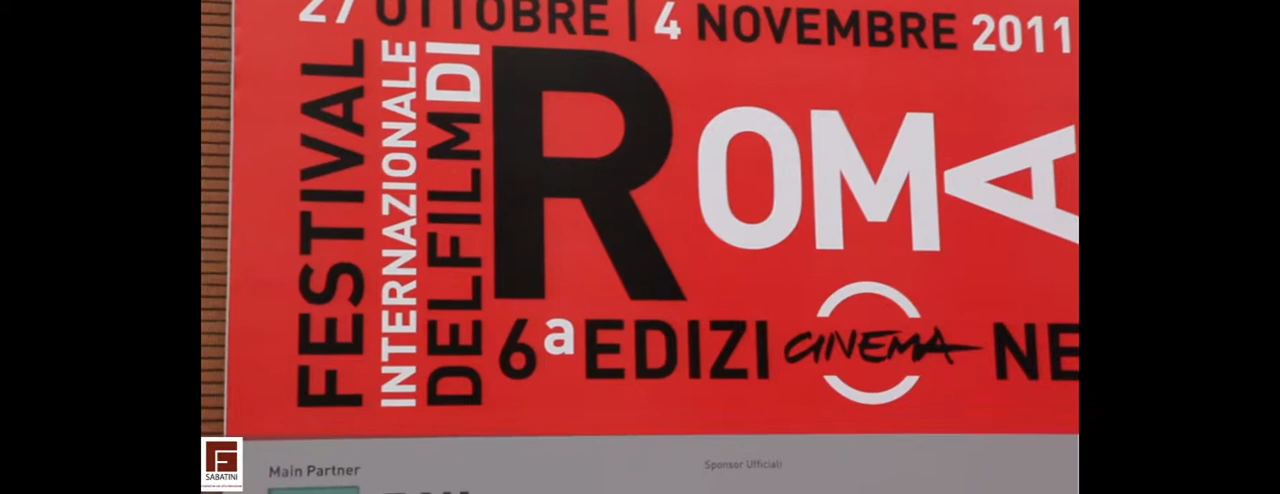 27 OTTOBRE | 4 NOVEMBRE 2011
FESTIVAL
INTERNAZIONALE
DELFILMDI
ROMA
6ª EDIZI
CINEMA
NE
Main Partner
Sponsor Ufficiali
F
SABATINI